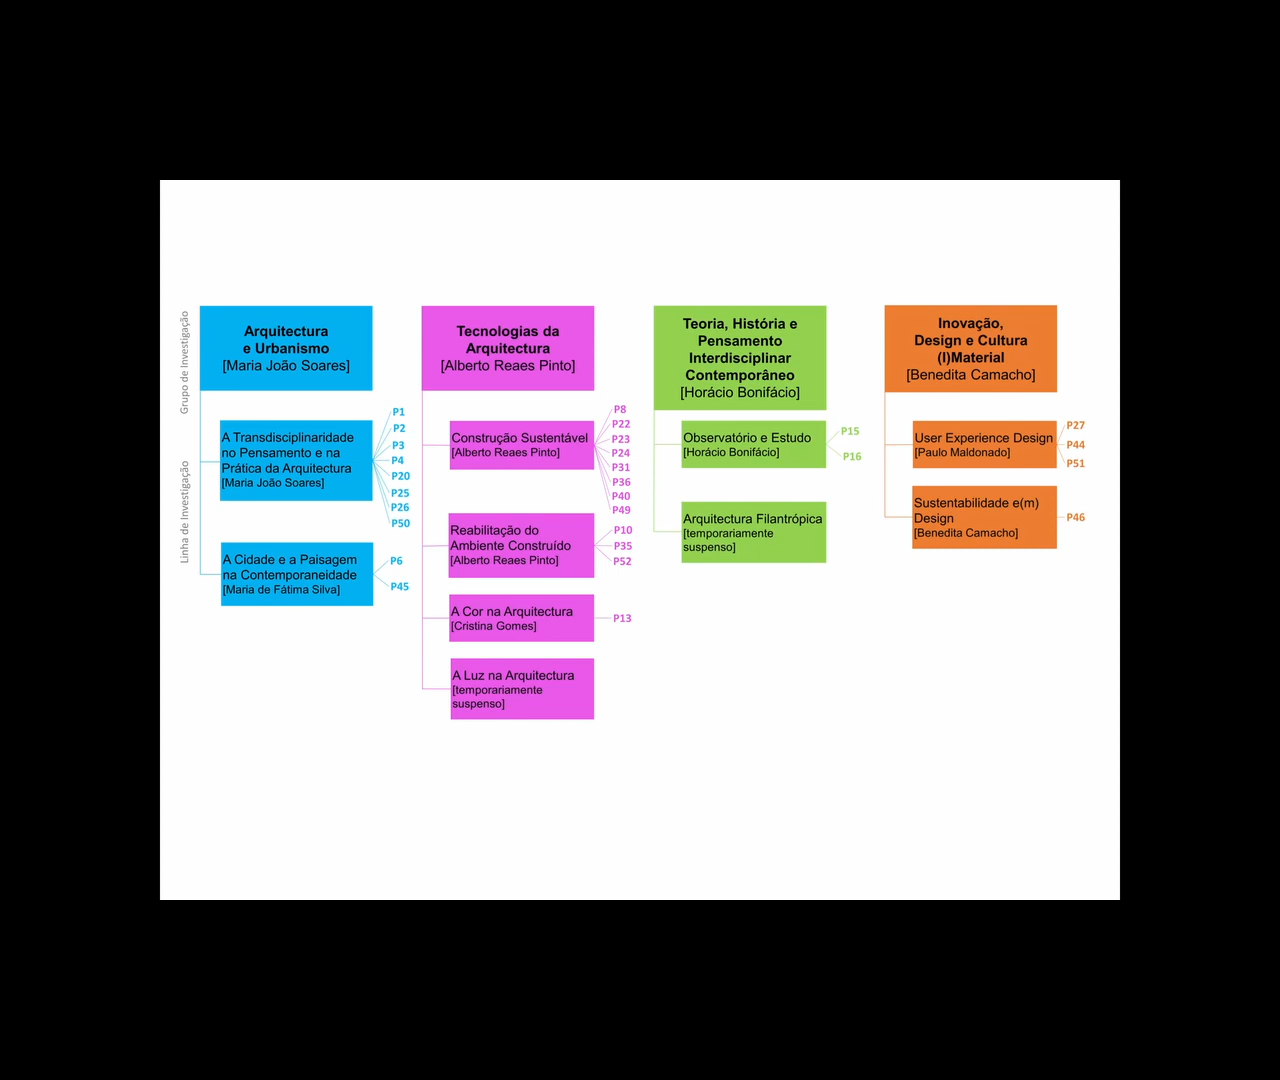 Grupo de Investigação
Linha de Investigação
Arquitectura
e Urbanismo
[Maria João Soares]
A Transdisciplinaridade
no Pensamento e na
Prática da Arquitectura
[Maria João Soares]
P1
P2
P3
P4
P20
P25
P26
P50
A Cidade e a Paisagem
na Contemporaneidade
[Maria de Fátima Silva]
P6
P45
Tecnologias da
Arquitectura
[Alberto Reaes Pinto]
Construção Sustentável
[Alberto Reaes Pinto]
P8
P22
P23
P24
P31
P36
P40
P49
Reabilitação do
Ambiente Construído
[Alberto Reaes Pinto]
P10
P35
P52
A Cor na Arquitectura
[Cristina Gomes]
P13
A Luz na Arquitectura
[temporariamente
suspenso]
Teoria, História e
Pensamento
Interdisciplinar
Contemporâneo
[Horácio Bonifácio]
Observatório e Estudo
[Horácio Bonifácio]
P15
P16
Arquitectura Filantrópica
[temporariamente
suspenso]
Inovação,
Design e Cultura
(I)Material
[Benedita Camacho]
User Experience Design
[Paulo Maldonado]
P27
P44
P51
Sustentabilidade e(m)
Design
[Benedita Camacho]
P46